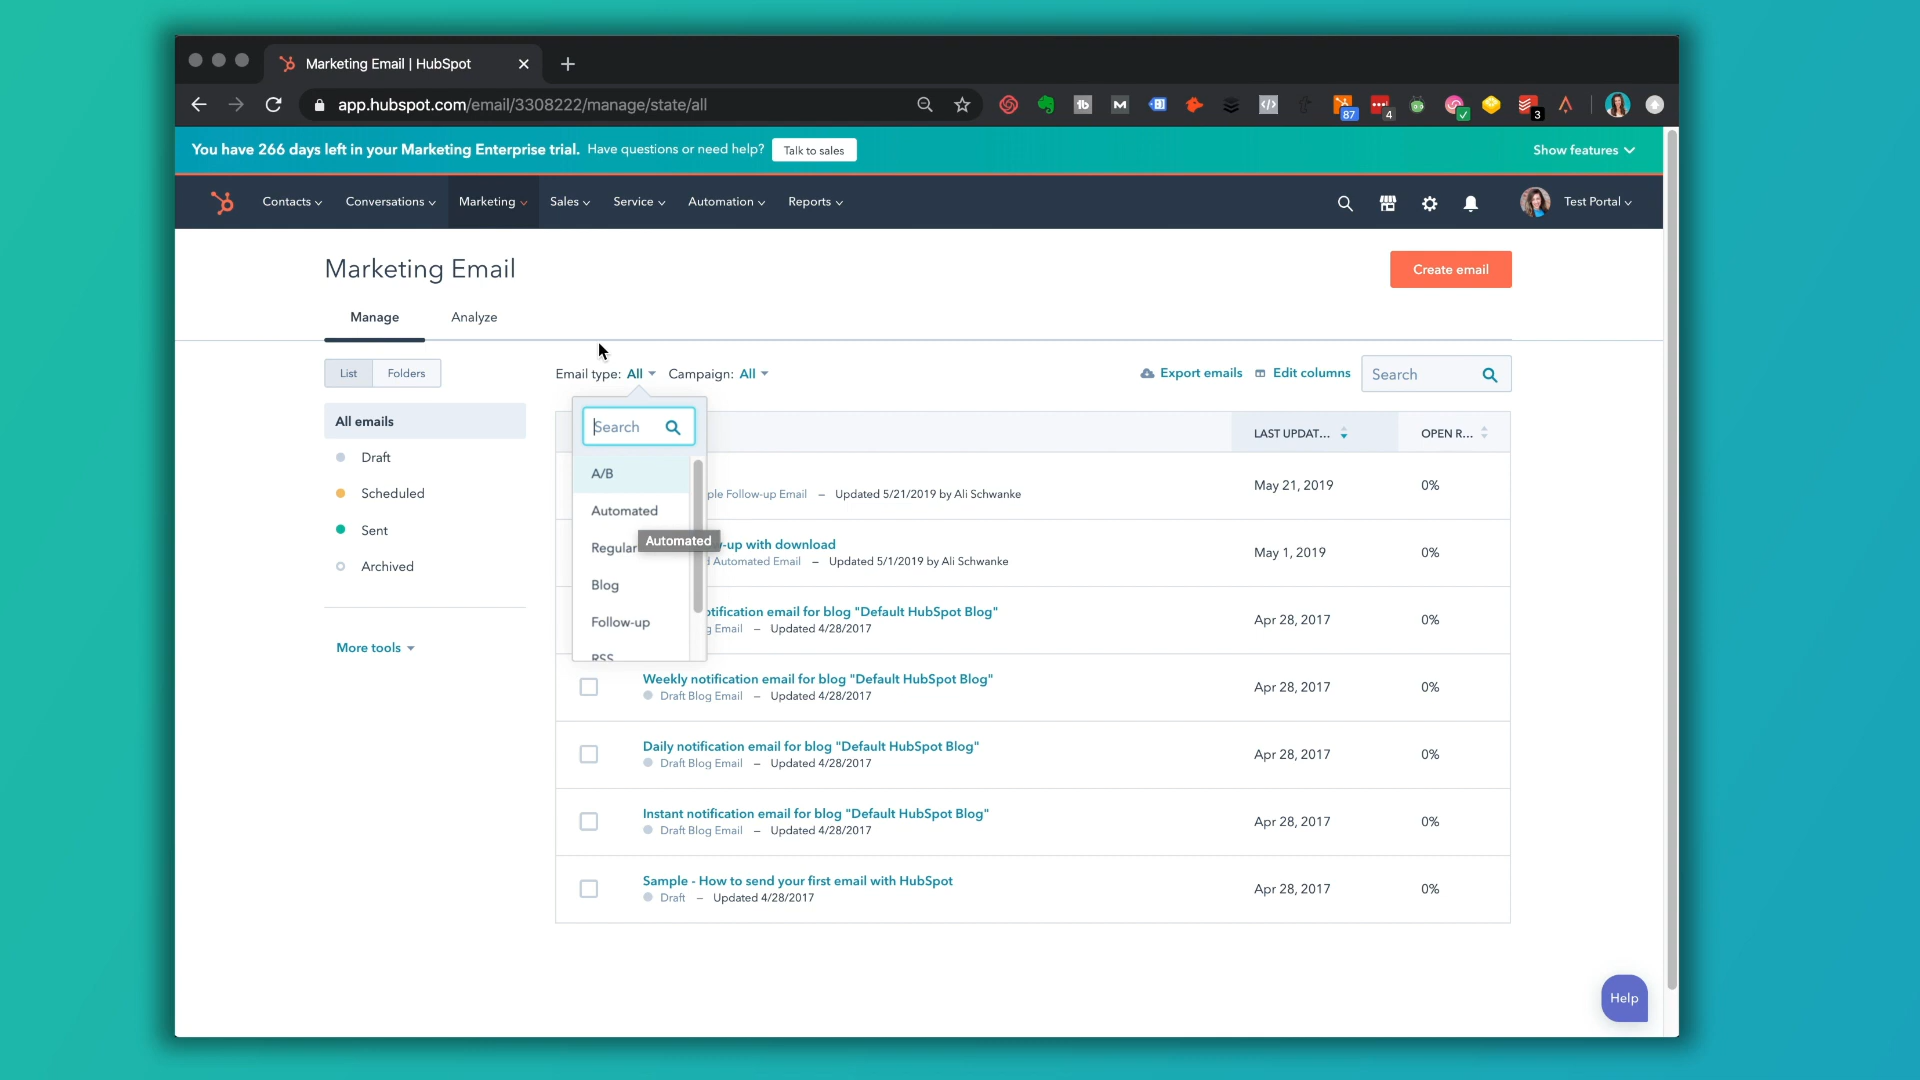 Marketing Email | HubSpot
app.hubspot.com/email/3308222/manage/state/all
87
4
3
You have 266 days left in your Marketing Enterprise trial. Have questions or need help? Talk to sales
Show features
Contacts Conversations Marketing Sales Service Automation Reports
Test Portal
Marketing Email
Create email
Manage Analyze
List Folders
Email type: All Campaign: All
Export emails Edit columns Search
All emails
Draft
Scheduled
Sent
Archived
More tools
Search
A/B
Automated
Regular
Automated
Blog
Follow-up
RSS
LAST UPDAT... OPEN R...
ple Follow-up Email – Updated 5/21/2019 by Ali Schwanke
May 21, 2019 0%
-up with download
Automated Email – Updated 5/1/2019 by Ali Schwanke
May 1, 2019 0%
otification email for blog "Default HubSpot Blog"
g Email – Updated 4/28/2017
Apr 28, 2017 0%
Weekly notification email for blog "Default HubSpot Blog"
Draft Blog Email – Updated 4/28/2017
Apr 28, 2017 0%
Daily notification email for blog "Default HubSpot Blog"
Draft Blog Email – Updated 4/28/2017
Apr 28, 2017 0%
Instant notification email for blog "Default HubSpot Blog"
Draft Blog Email – Updated 4/28/2017
Apr 28, 2017 0%
Sample - How to send your first email with HubSpot
Draft – Updated 4/28/2017
Apr 28, 2017 0%
Help